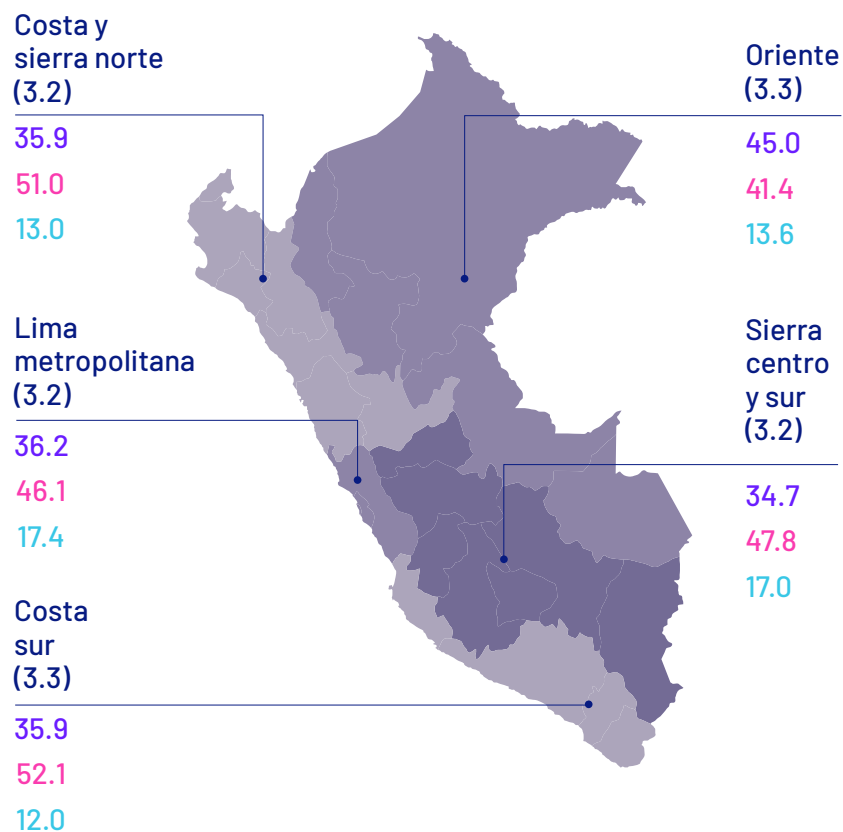 Costa y
sierra norte
(3.2)
35.9
51.0
13.0
Lima
metropolitana
(3.2)
36.2
46.1
17.4
Costa
sur
(3.3)
35.9
52.1
12.0
Oriente
(3.3)
45.0
41.4
13.6
Sierra
centro
y sur
(3.2)
34.7
47.8
17.0